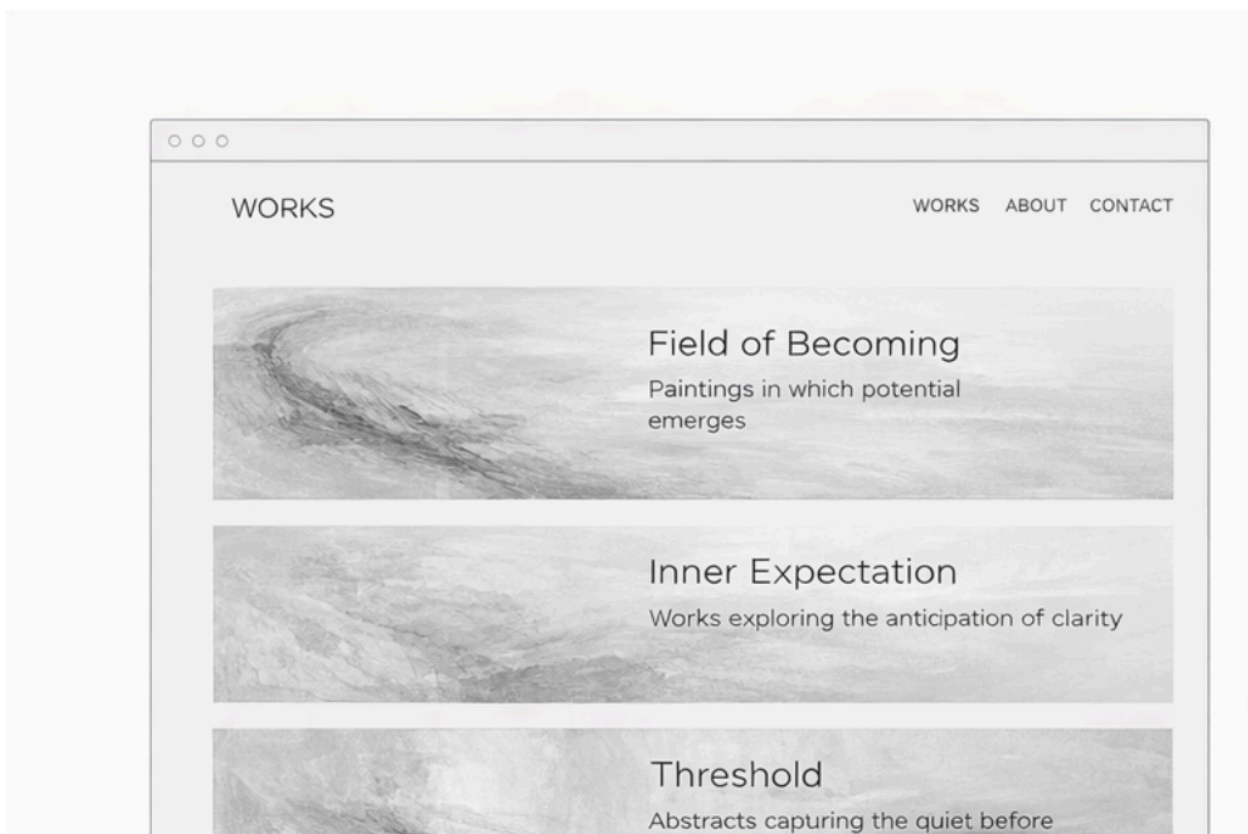 WORKS
WORKS ABOUT CONTACT
Field of Becoming
Paintings in which potential
emerges
Inner Expectation
Works exploring the anticipation of clarity
Threshold
Abstracts capuring the quiet before